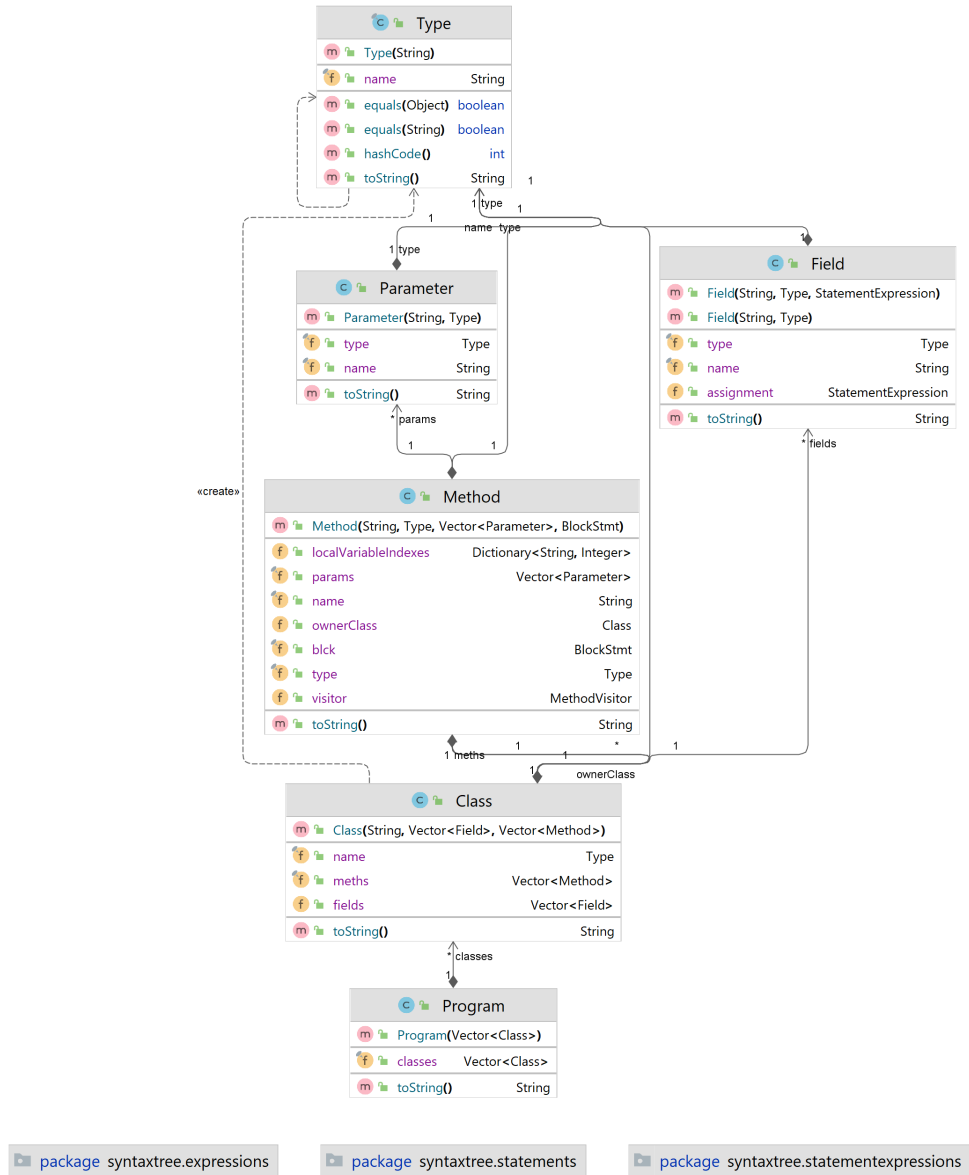 Type
Type(String)
name String
equals(Object) boolean
equals(String) boolean
hashCode() int
toString() String
1
1 type
1
1
name type
1 type
1
Parameter
Parameter(String, Type)
type Type
name String
toString() String
Field
Field(String, Type, StatementExpression)
Field(String, Type)
type Type
name String
assignment StatementExpression
toString() String
* params
1 1
* fields
«create»
Method
Method(String, Type, Vector<Parameter>, BlockStmt)
localVariableIndexes Dictionary<String, Integer>
params Vector<Parameter>
name String
ownerClass Class
blck BlockStmt
type Type
visitor MethodVisitor
toString() String
1 * 1
1 meths 1
1
ownerClass
Class
Class(String, Vector<Field>, Vector<Method>)
name Type
meths Vector<Method>
fields Vector<Field>
toString() String
* classes
1
Program
Program(Vector<Class>)
classes Vector<Class>
toString() String
package syntaxtree.expressions
package syntaxtree.statements
package syntaxtree.statementexpressions